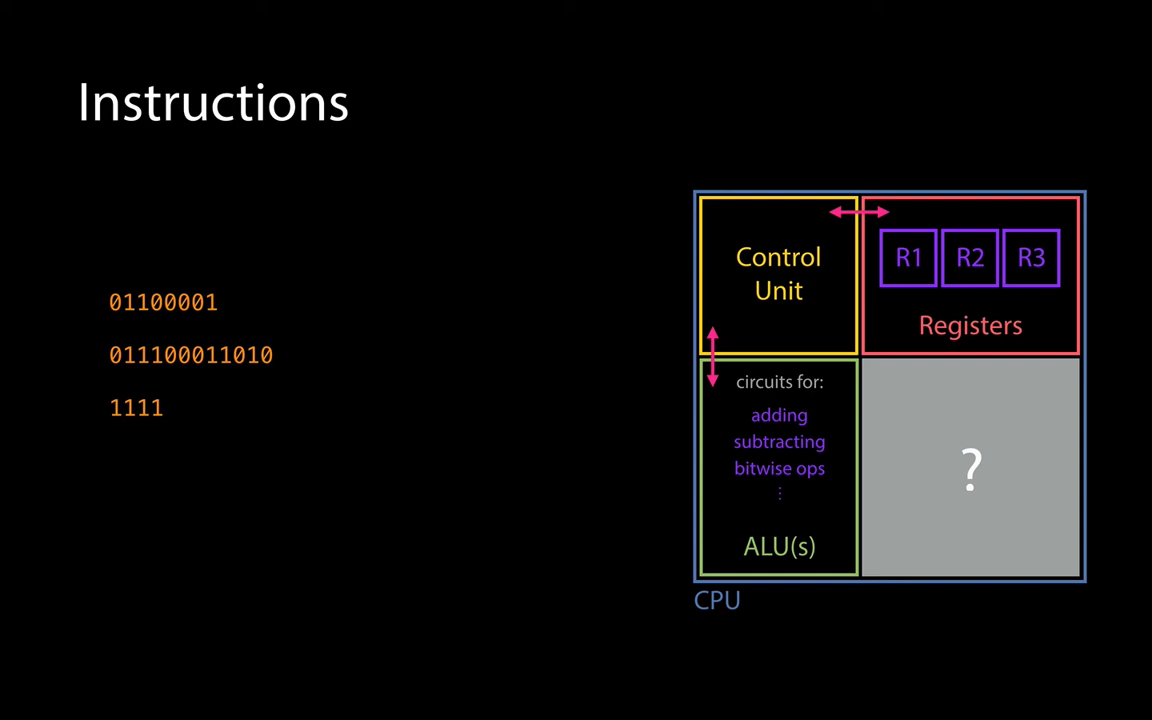 Instructions
01100001
011100011010
1111
Control
Unit
R1 R2 R3
Registers
circuits for:
adding
subtracting
bitwise ops
⋮
ALU(s)
?
CPU